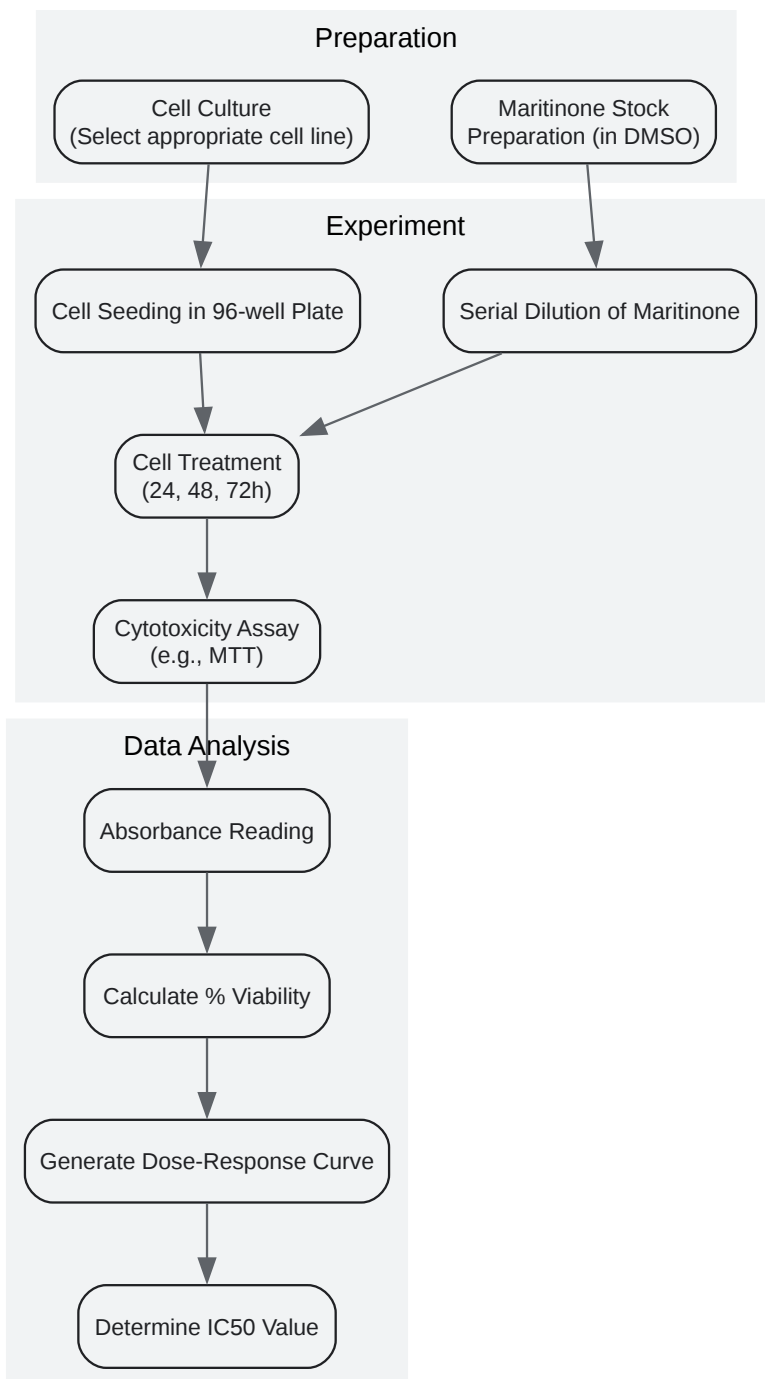 Preparation
Cell Culture
(Select appropriate cell line)
Maritinone Stock
Preparation (in DMSO)
Experiment
Cell Seeding in 96-well Plate
Serial Dilution of Maritinone
Cell Treatment
(24, 48, 72h)
Cytotoxicity Assay
(e.g., MTT)
Data Analysis
Absorbance Reading
Calculate % Viability
Generate Dose-Response Curve
Determine IC50 Value